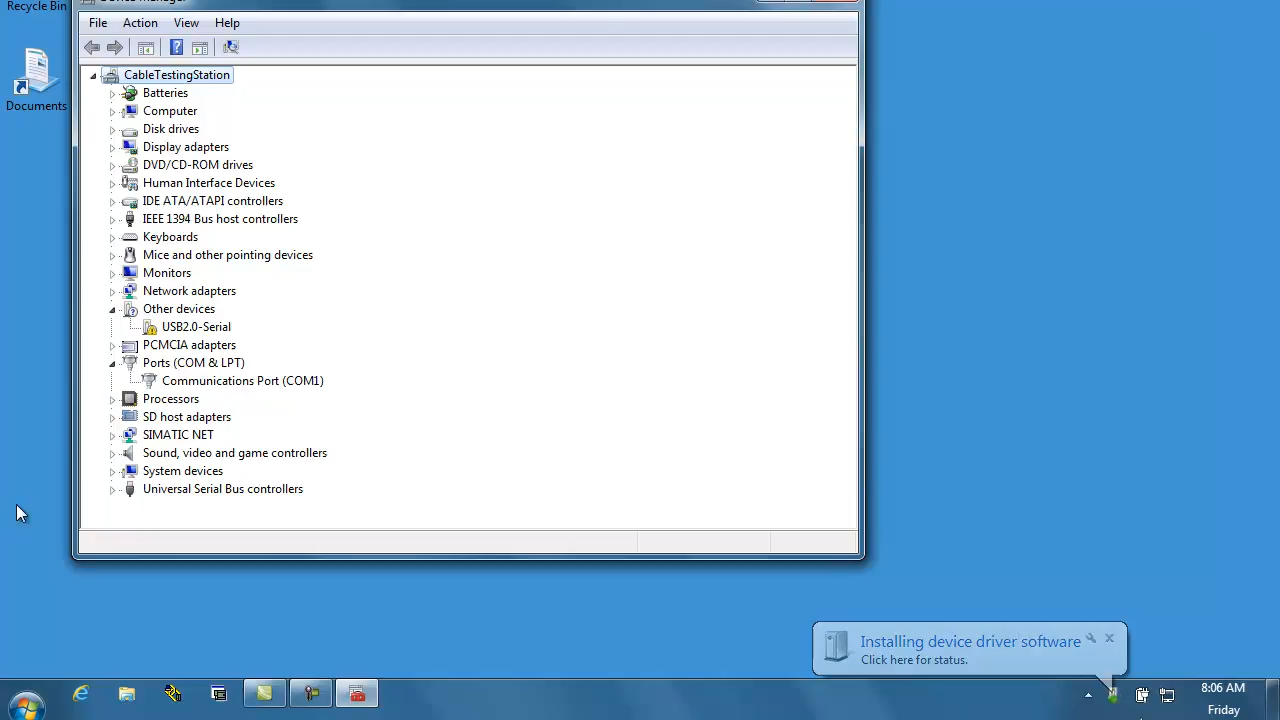 Recycle Bin
Device Manager
File Action View Help
Documents
CableTestingStation
Batteries
Computer
Disk drives
Display adapters
DVD/CD-ROM drives
Human Interface Devices
IDE ATA/ATAPI controllers
IEEE 1394 Bus host controllers
Keyboards
Mice and other pointing devices
Monitors
Network adapters
Other devices
USB2.0-Serial
PCMCIA adapters
Ports (COM & LPT)
Communications Port (COM1)
Processors
SD host adapters
SIMATIC NET
Sound, video and game controllers
System devices
Universal Serial Bus controllers
Installing device driver software
Click here for status.
8:06 AM
Friday